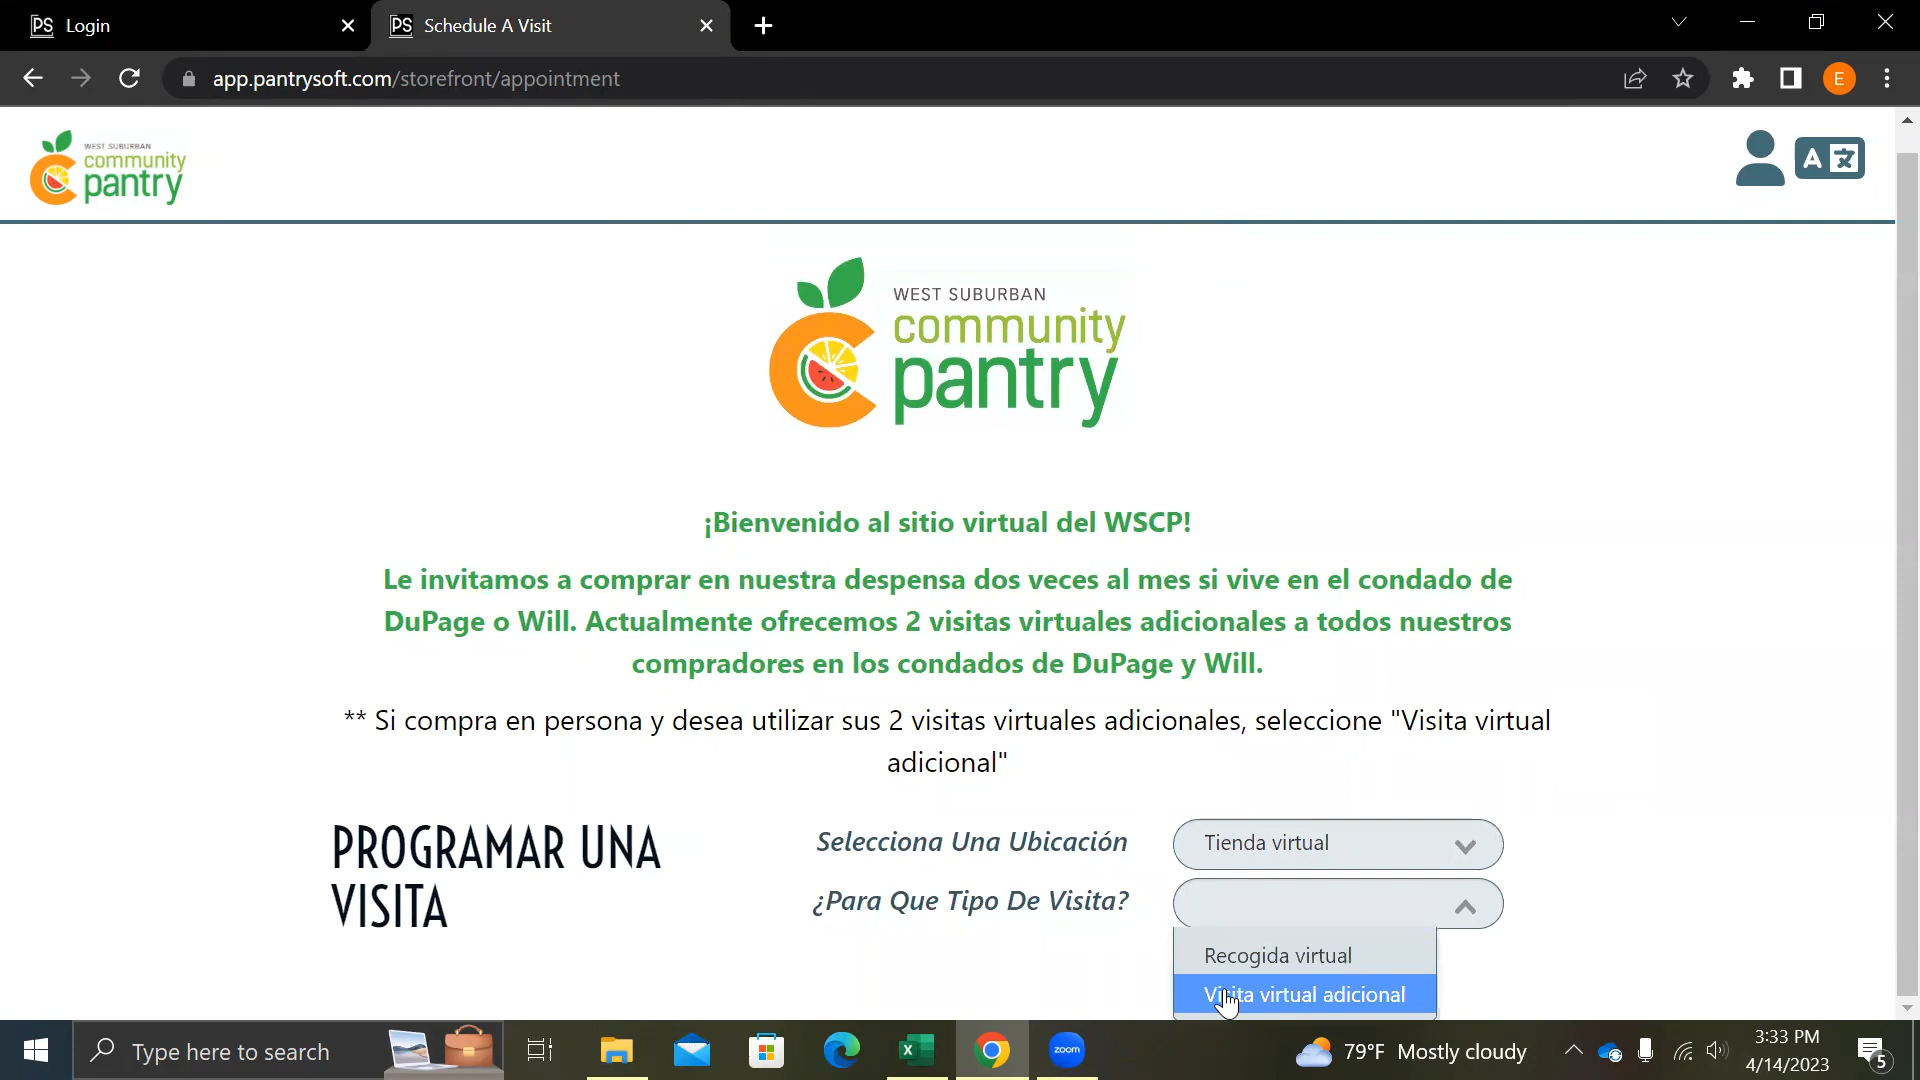 PS Login
PS Schedule A Visit
app.pantrysoft.com/storefront/appointment
E
WEST SUBURBAN
community
pantry
A 文
WEST SUBURBAN
community
pantry
¡Bienvenido al sitio virtual del WSCP!
Le invitamos a comprar en nuestra despensa dos veces al mes si vive en el condado de
DuPage o Will. Actualmente ofrecemos 2 visitas virtuales adicionales a todos nuestros
compradores en los condados de DuPage y Will.
** Si compra en persona y desea utilizar sus 2 visitas virtuales adicionales, seleccione "Visita virtual
adicional"
PROGRAMAR UNA
VISITA
Selecciona Una Ubicación
Tienda virtual
¿Para Que Tipo De Visita?
Recogida virtual
Visita virtual adicional
Type here to search
zoom
79°F Mostly cloudy
3:33 PM
4/14/2023
5